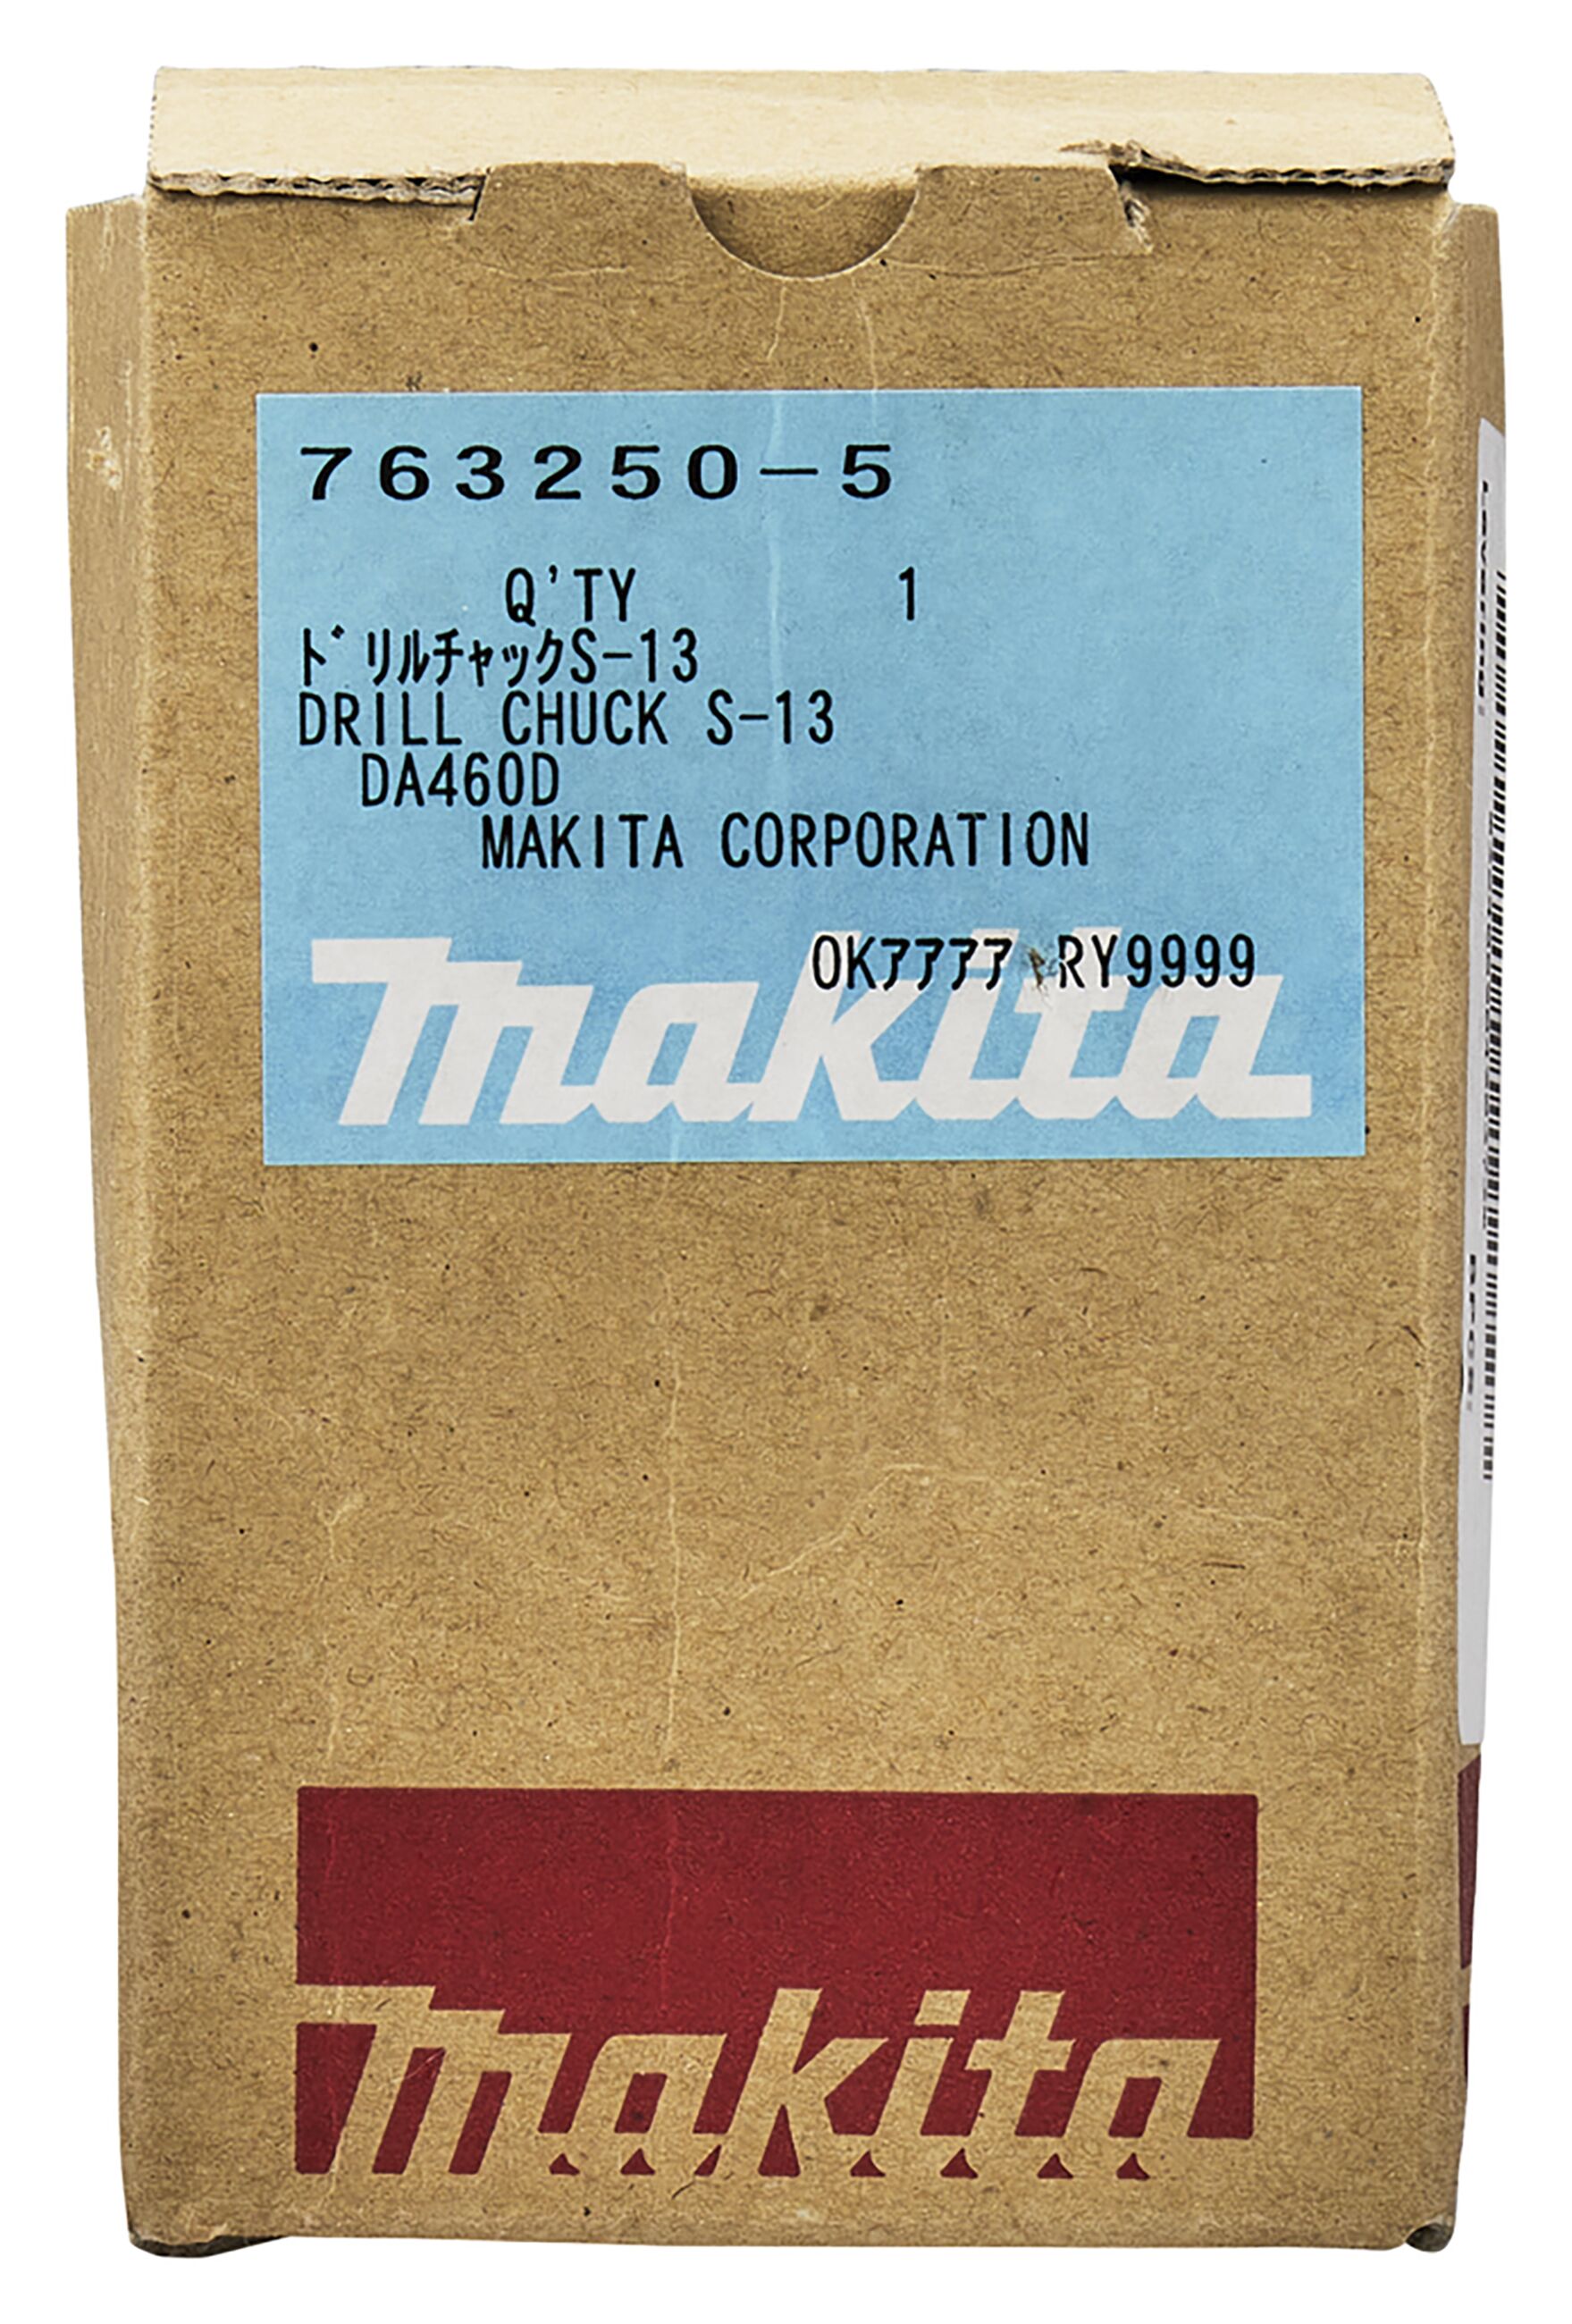 763250-5
Q'TY 1
ドリルチャックS-13
DRILL CHUCK S-13
DA460D
MAKITA CORPORATION
OKアアアア RY9999
makita
makita